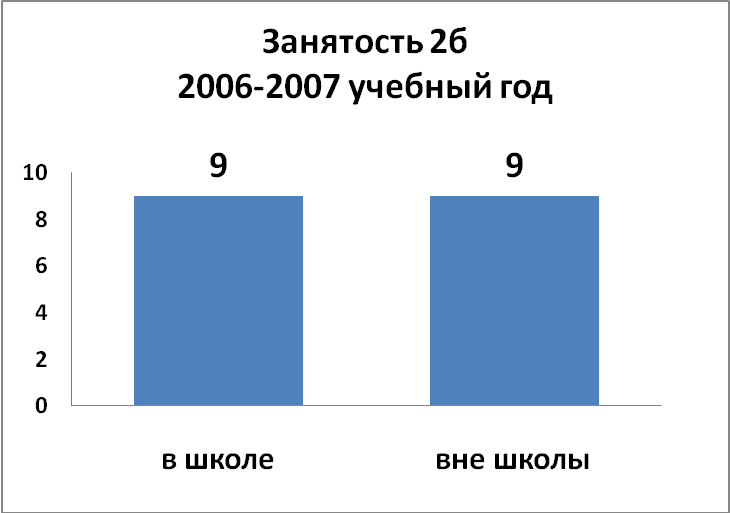 Занятость 2б
2006-2007 учебный год
9 9
10
8
6
4
2
0
в школе вне школы